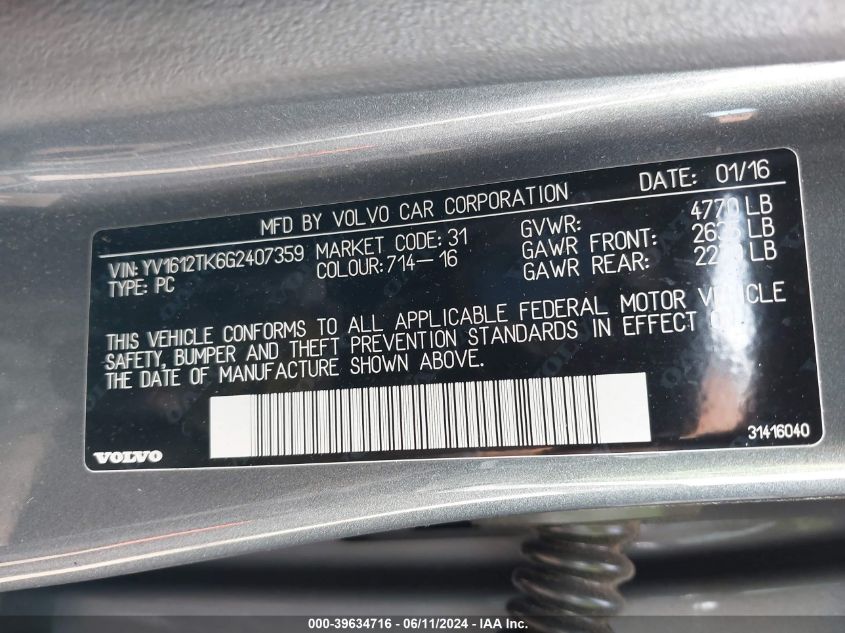 MFD BY VOLVO CAR CORPORATION DATE: 01/16
VIN: YV1612TK6G2407359 MARKET CODE: 31 GVWR: 4770 LB
TYPE: PC COLOUR: 714-16 GAWR FRONT: LB
GAWR REAR: LB
THIS VEHICLE CONFORMS TO ALL APPLICABLE FEDERAL MOTOR VEHICLE
SAFETY, BUMPER AND THEFT PREVENTION STANDARDS IN EFFECT ON
THE DATE OF MANUFACTURE SHOWN ABOVE.
VOLVO 31416040
000-39634716 - 06/11/2024 - IAA Inc.